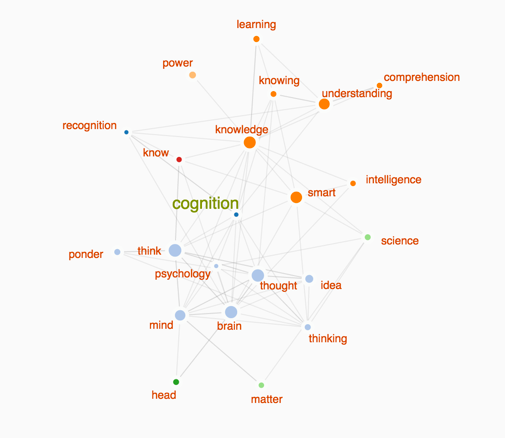 learning
power
knowing
comprehension
understanding
recognition
knowledge
know
intelligence
smart
cognition
science
ponder
think
psychology
thought
idea
mind
brain
thinking
head
matter